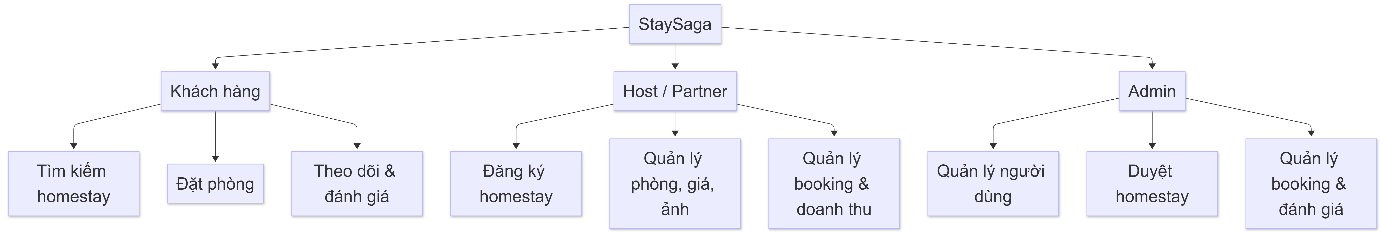 StaySaga
Khách hàng
Host / Partner
Admin
Tìm kiếm
homestay
Đặt phòng
Theo dõi &
đánh giá
Đăng ký
homestay
Quản lý
phòng, giá,
ảnh
Quản lý
booking &
doanh thu
Quản lý người
dùng
Duyệt
homestay
Quản lý
booking &
đánh giá